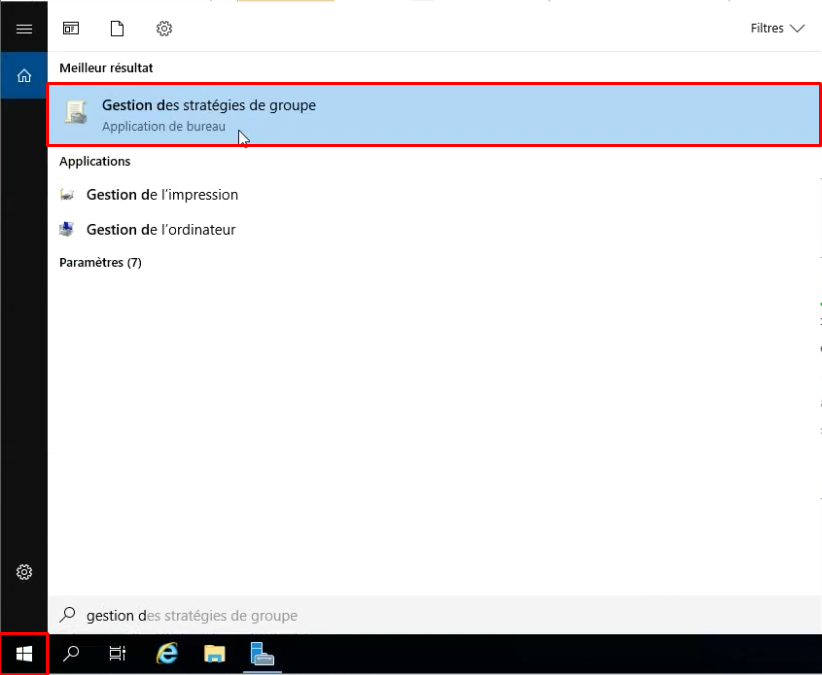 Filtres
Meilleur résultat
Gestion des stratégies de groupe
Application de bureau
Applications
Gestion de l'impression
Gestion de l'ordinateur
Paramètres (7)
gestion des stratégies de groupe